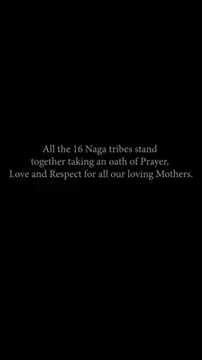 All the 16 Naga tribes stand
together taking an oath of Prayer,
Love and Respect for all our loving Mothers.